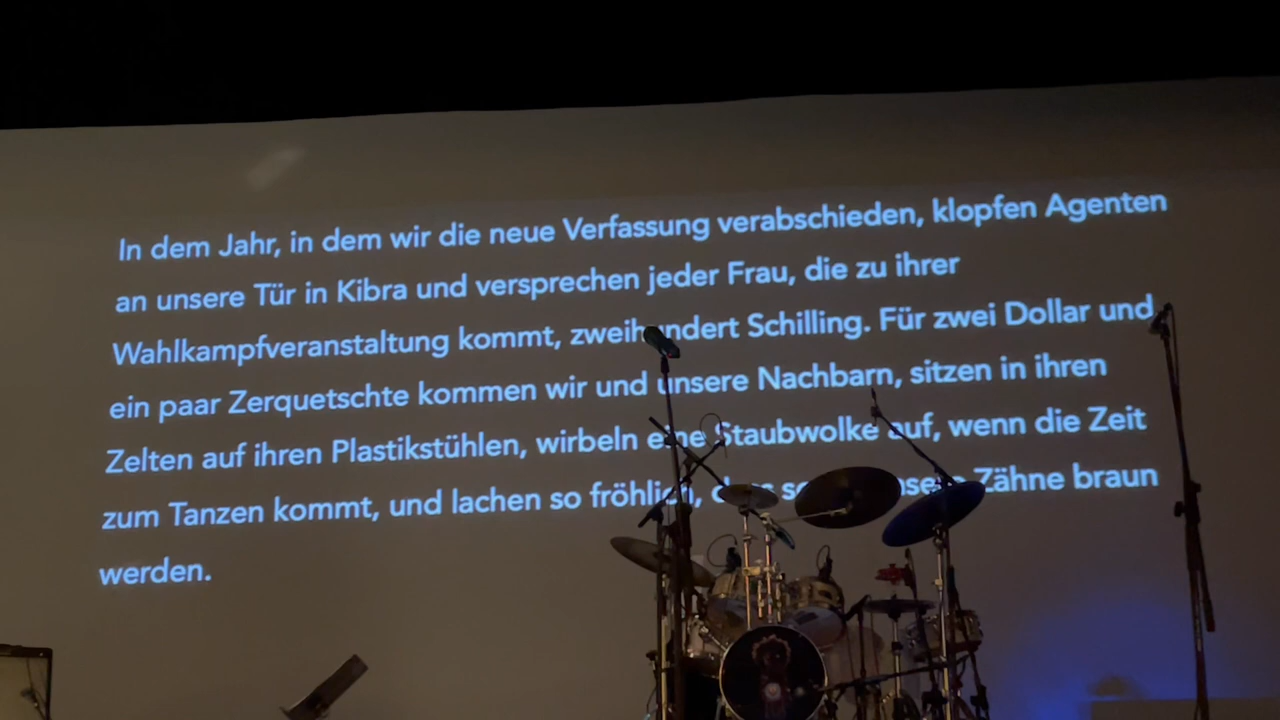 In dem Jahr, in dem wir die neue Verfassung verabschieden, klopfen Agenten
an unsere Tür in Kibra und versprechen jeder Frau, die zu ihrer
Wahlkampfveranstaltung kommt, zweihundert Schilling. Für zwei Dollar und
ein paar Zerquetschte kommen wir und unsere Nachbarn, sitzen in ihren
Zelten auf ihren Plastikstühlen, wirbeln eine Staubwolke auf, wenn die Zeit
zum Tanzen kommt, und lachen so fröhlich, dass sogar unsere Zähne braun
werden.